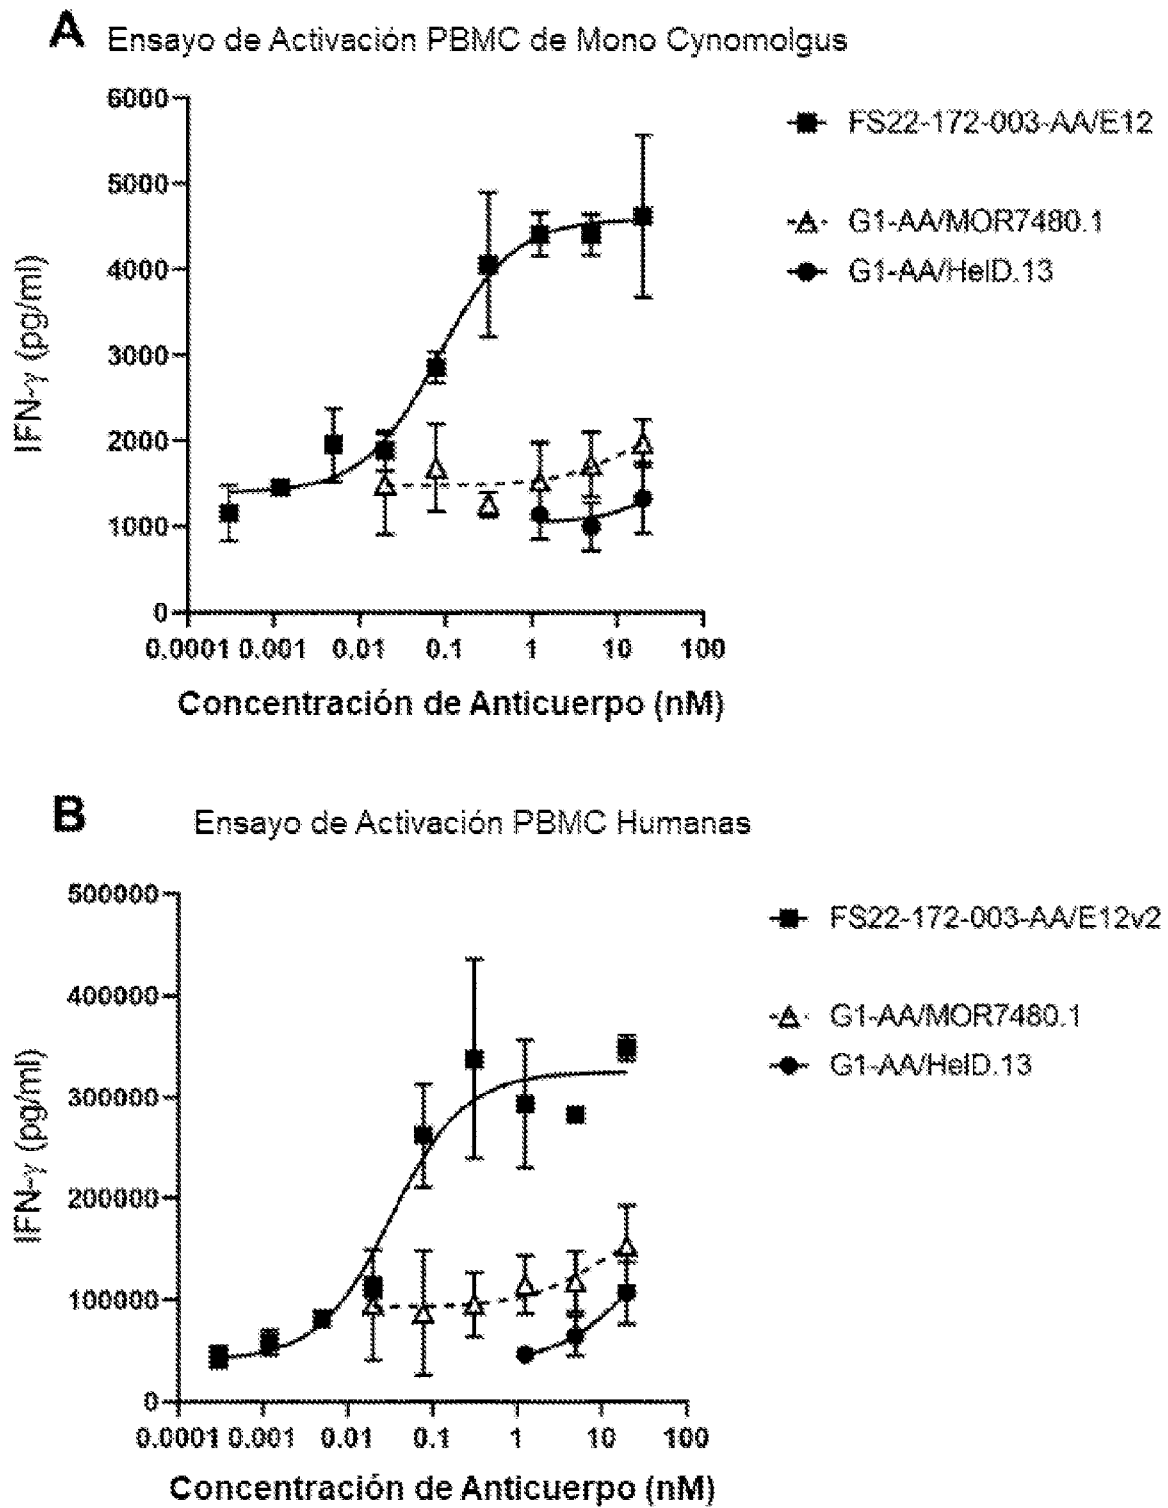 A Ensayo de Activación PBMC de Mono Cynomolgus
6000
5000
4000
3000
2000
1000
0
IFN-γ (pg/ml)
0.0001 0.001 0.01 0.1 1 10 100
Concentración de Anticuerpo (nM)
FS22-172-003-AA/E12
G1-AA/MOR7480.1
G1-AA/HelD.13
B Ensayo de Activación PBMC Humanas
500000
400000
300000
200000
100000
0
IFN-γ (pg/ml)
0.0001 0.001 0.01 0.1 1 10 100
Concentración de Anticuerpo (nM)
FS22-172-003-AA/E12v2
G1-AA/MOR7480.1
G1-AA/HelD.13